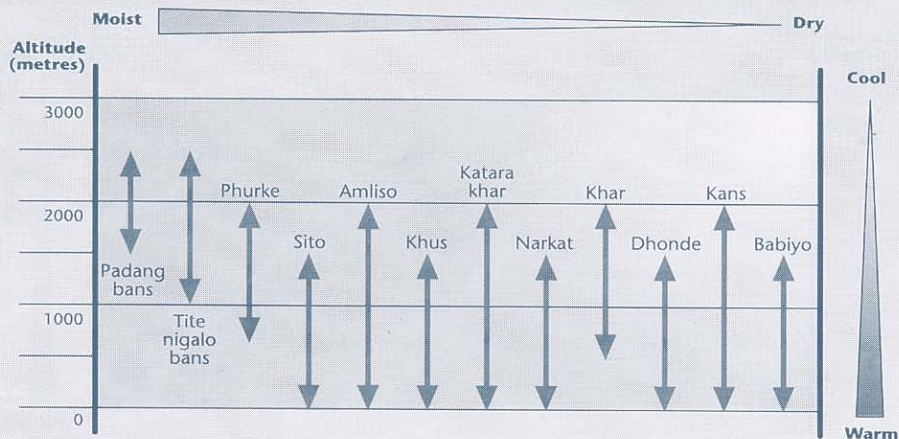 Moist
Dry
Altitude
(metres)
Cool
3000
Phurke
Amliso
Katara
khar
Khar
Kans
2000
Sito
Khus
Narkat
Dhonde
Babiyo
Padang
bans
1000
Tite
nigalo
bans
0
Warm